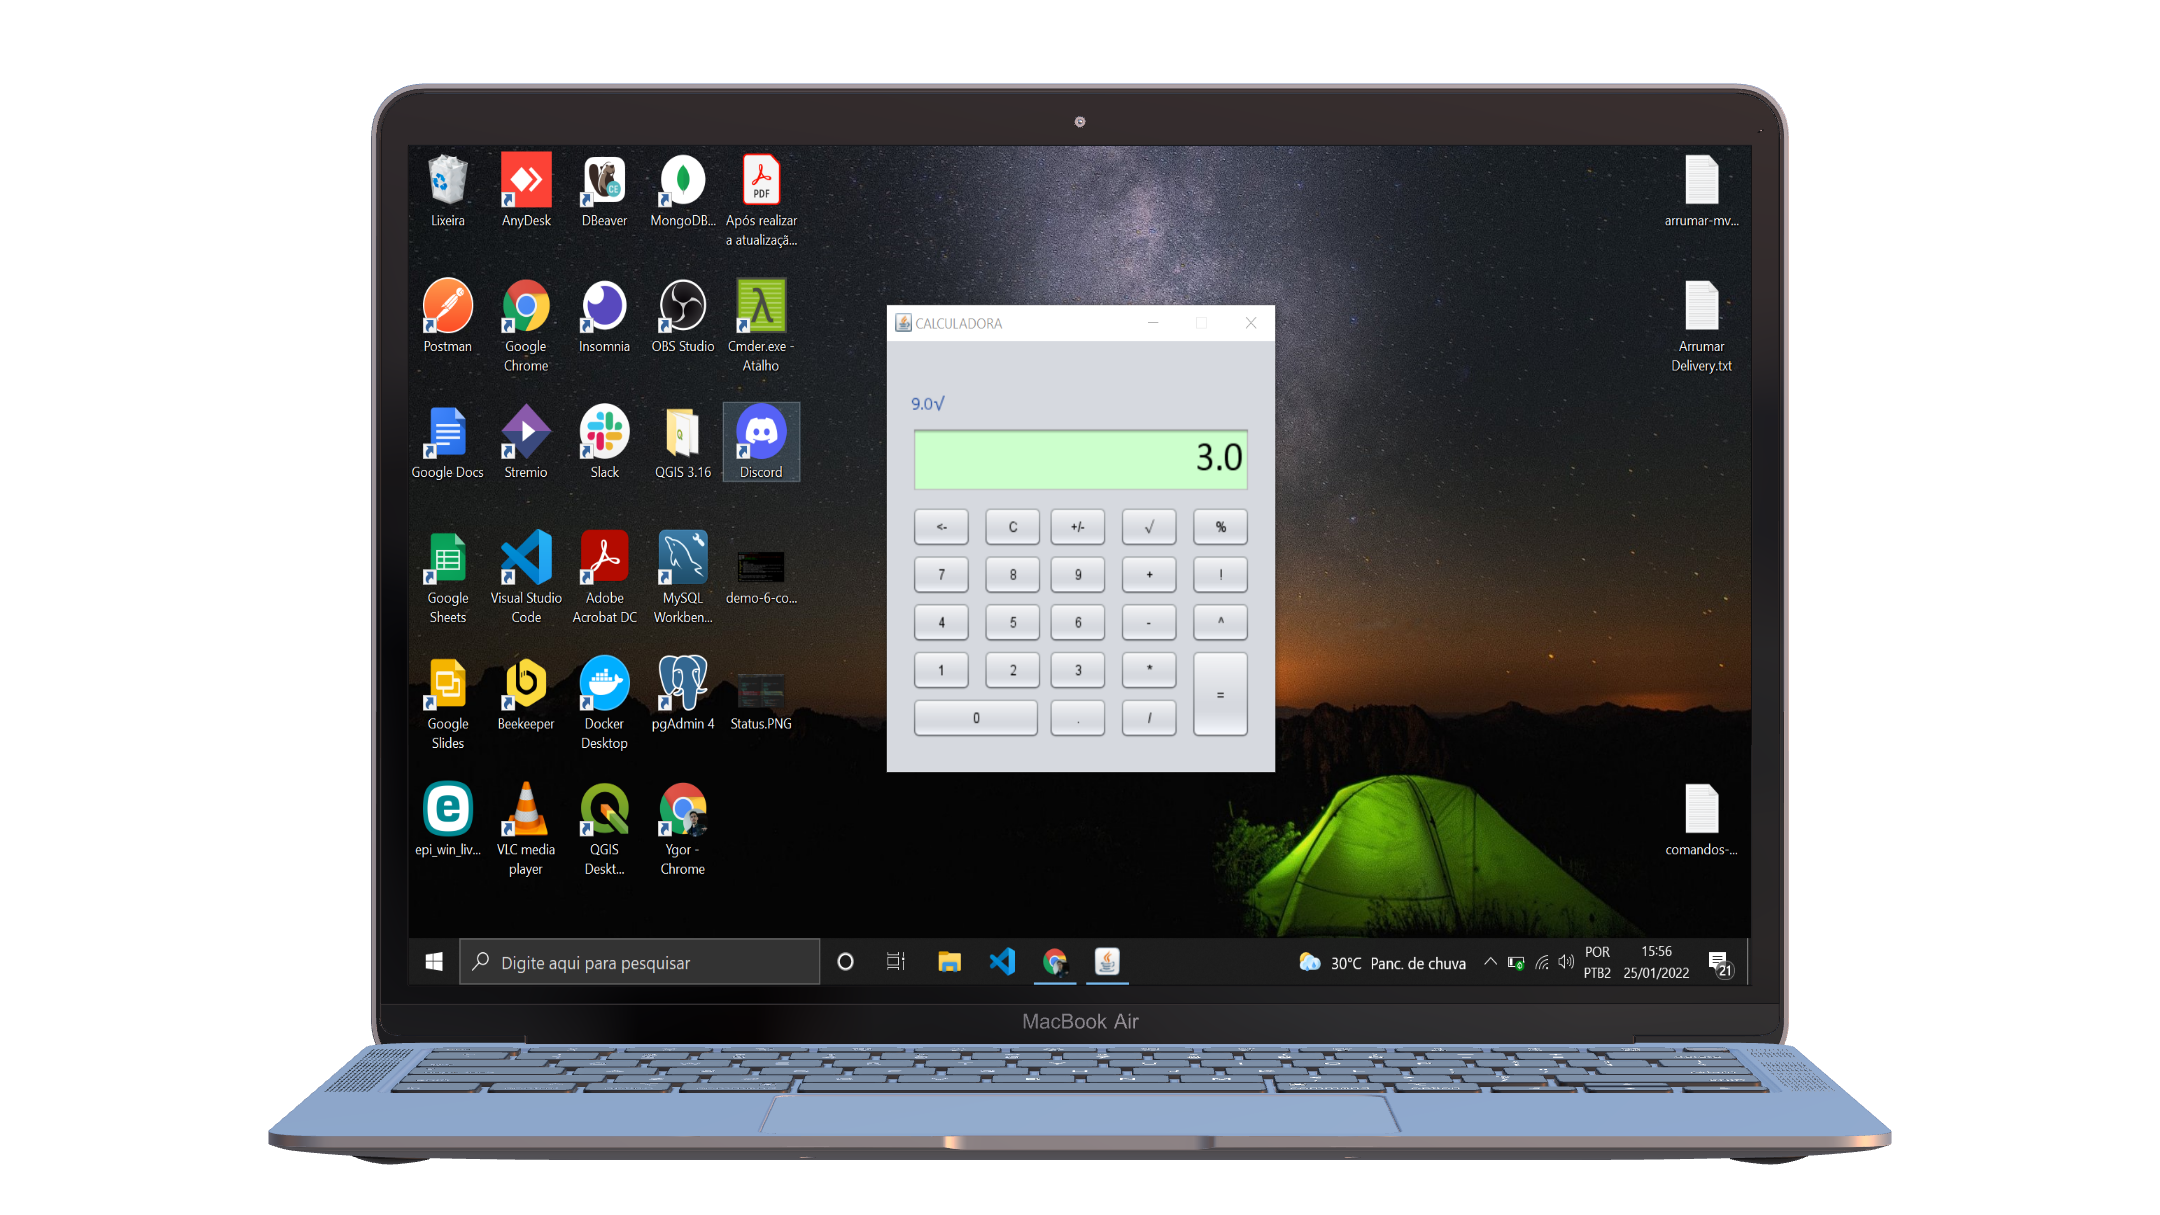 Lixeira
AnyDesk
DBeaver
MongoDB...
PDF
Após realizar
a atualizaçã...
arrumar-mv...
Postman
Google
Chrome
Insomnia
OBS Studio
Cmder.exe -
Atalho
Arrumar
Delivery.txt
CALCULADORA
9.0√
3.0
<- C +/- √ %
7 8 9 + !
4 5 6 - ^
1 2 3 * =
0 . /
Google Docs
Stremio
Slack
QGIS 3.16
Discord
Google
Sheets
Visual Studio
Code
Adobe
Acrobat DC
MySQL
Workben...
demo-6-co...
Google
Slides
Beekeeper
Docker
Desktop
pgAdmin 4
Status.PNG
epi_win_liv...
VLC media
player
QGIS
Deskt...
Ygor -
Chrome
comandos-...
Digite aqui para pesquisar
30°C Panc. de chuva
POR
PTB2
15:56
25/01/2022
21
MacBook Air